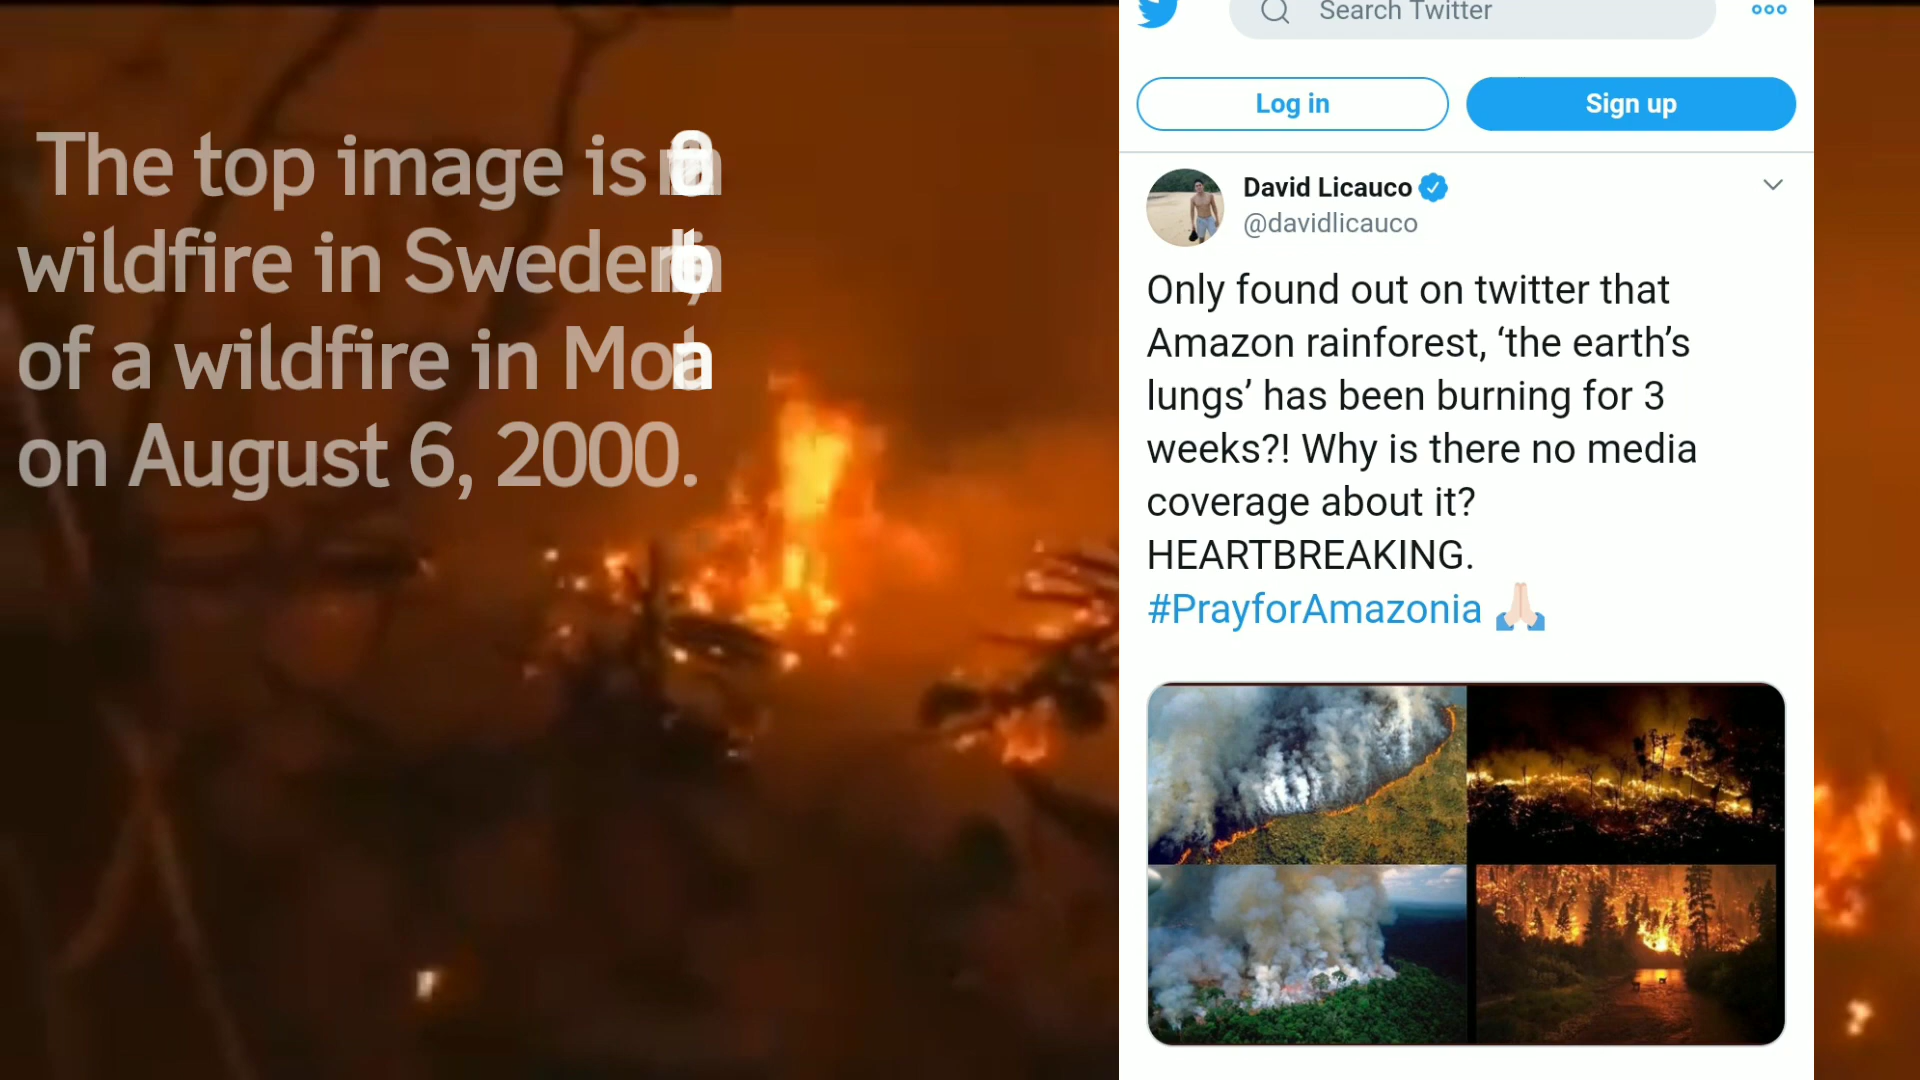 The top image is
wildfire in Sweden,
of a wildfire in
on August 6, 2000.
Search Twitter
Log in
Sign up
David Licauco
@davidlicauco
Only found out on twitter that
Amazon rainforest, ‘the earth’s
lungs’ has been burning for 3
weeks?! Why is there no media
coverage about it?
HEARTBREAKING.
#PrayforAmazonia 🙏🏻